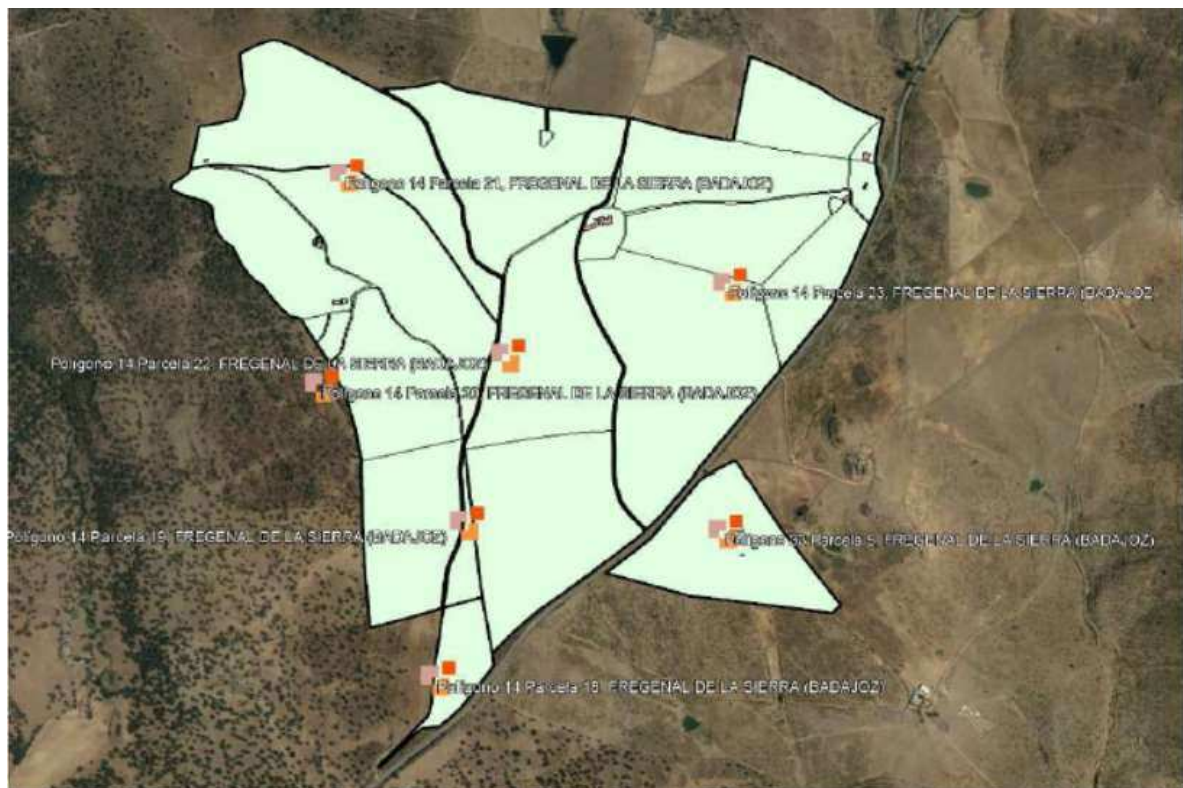 Polígono 14 Parcela 21, FREGENAL DE LA SIERRA (BADAJOZ)
Polígono 14 Parcela 23, FREGENAL DE LA SIERRA (BADAJOZ
Polígono 14 Parcela 22, FREGENAL DE LA SIERRA (BADAJOZ)
Polígono 14 Parcela 20, FREGENAL DE LA SIERRA (BADAJOZ)
Polígono 14 Parcela 19, FREGENAL DE LA SIERRA (BADAJOZ)
Polígono Parcela 5, FREGENAL DE LA SIERRA (BADAJOZ)
Polígono 14 Parcela 18, FREGENAL DE LA SIERRA (BADAJOZ)